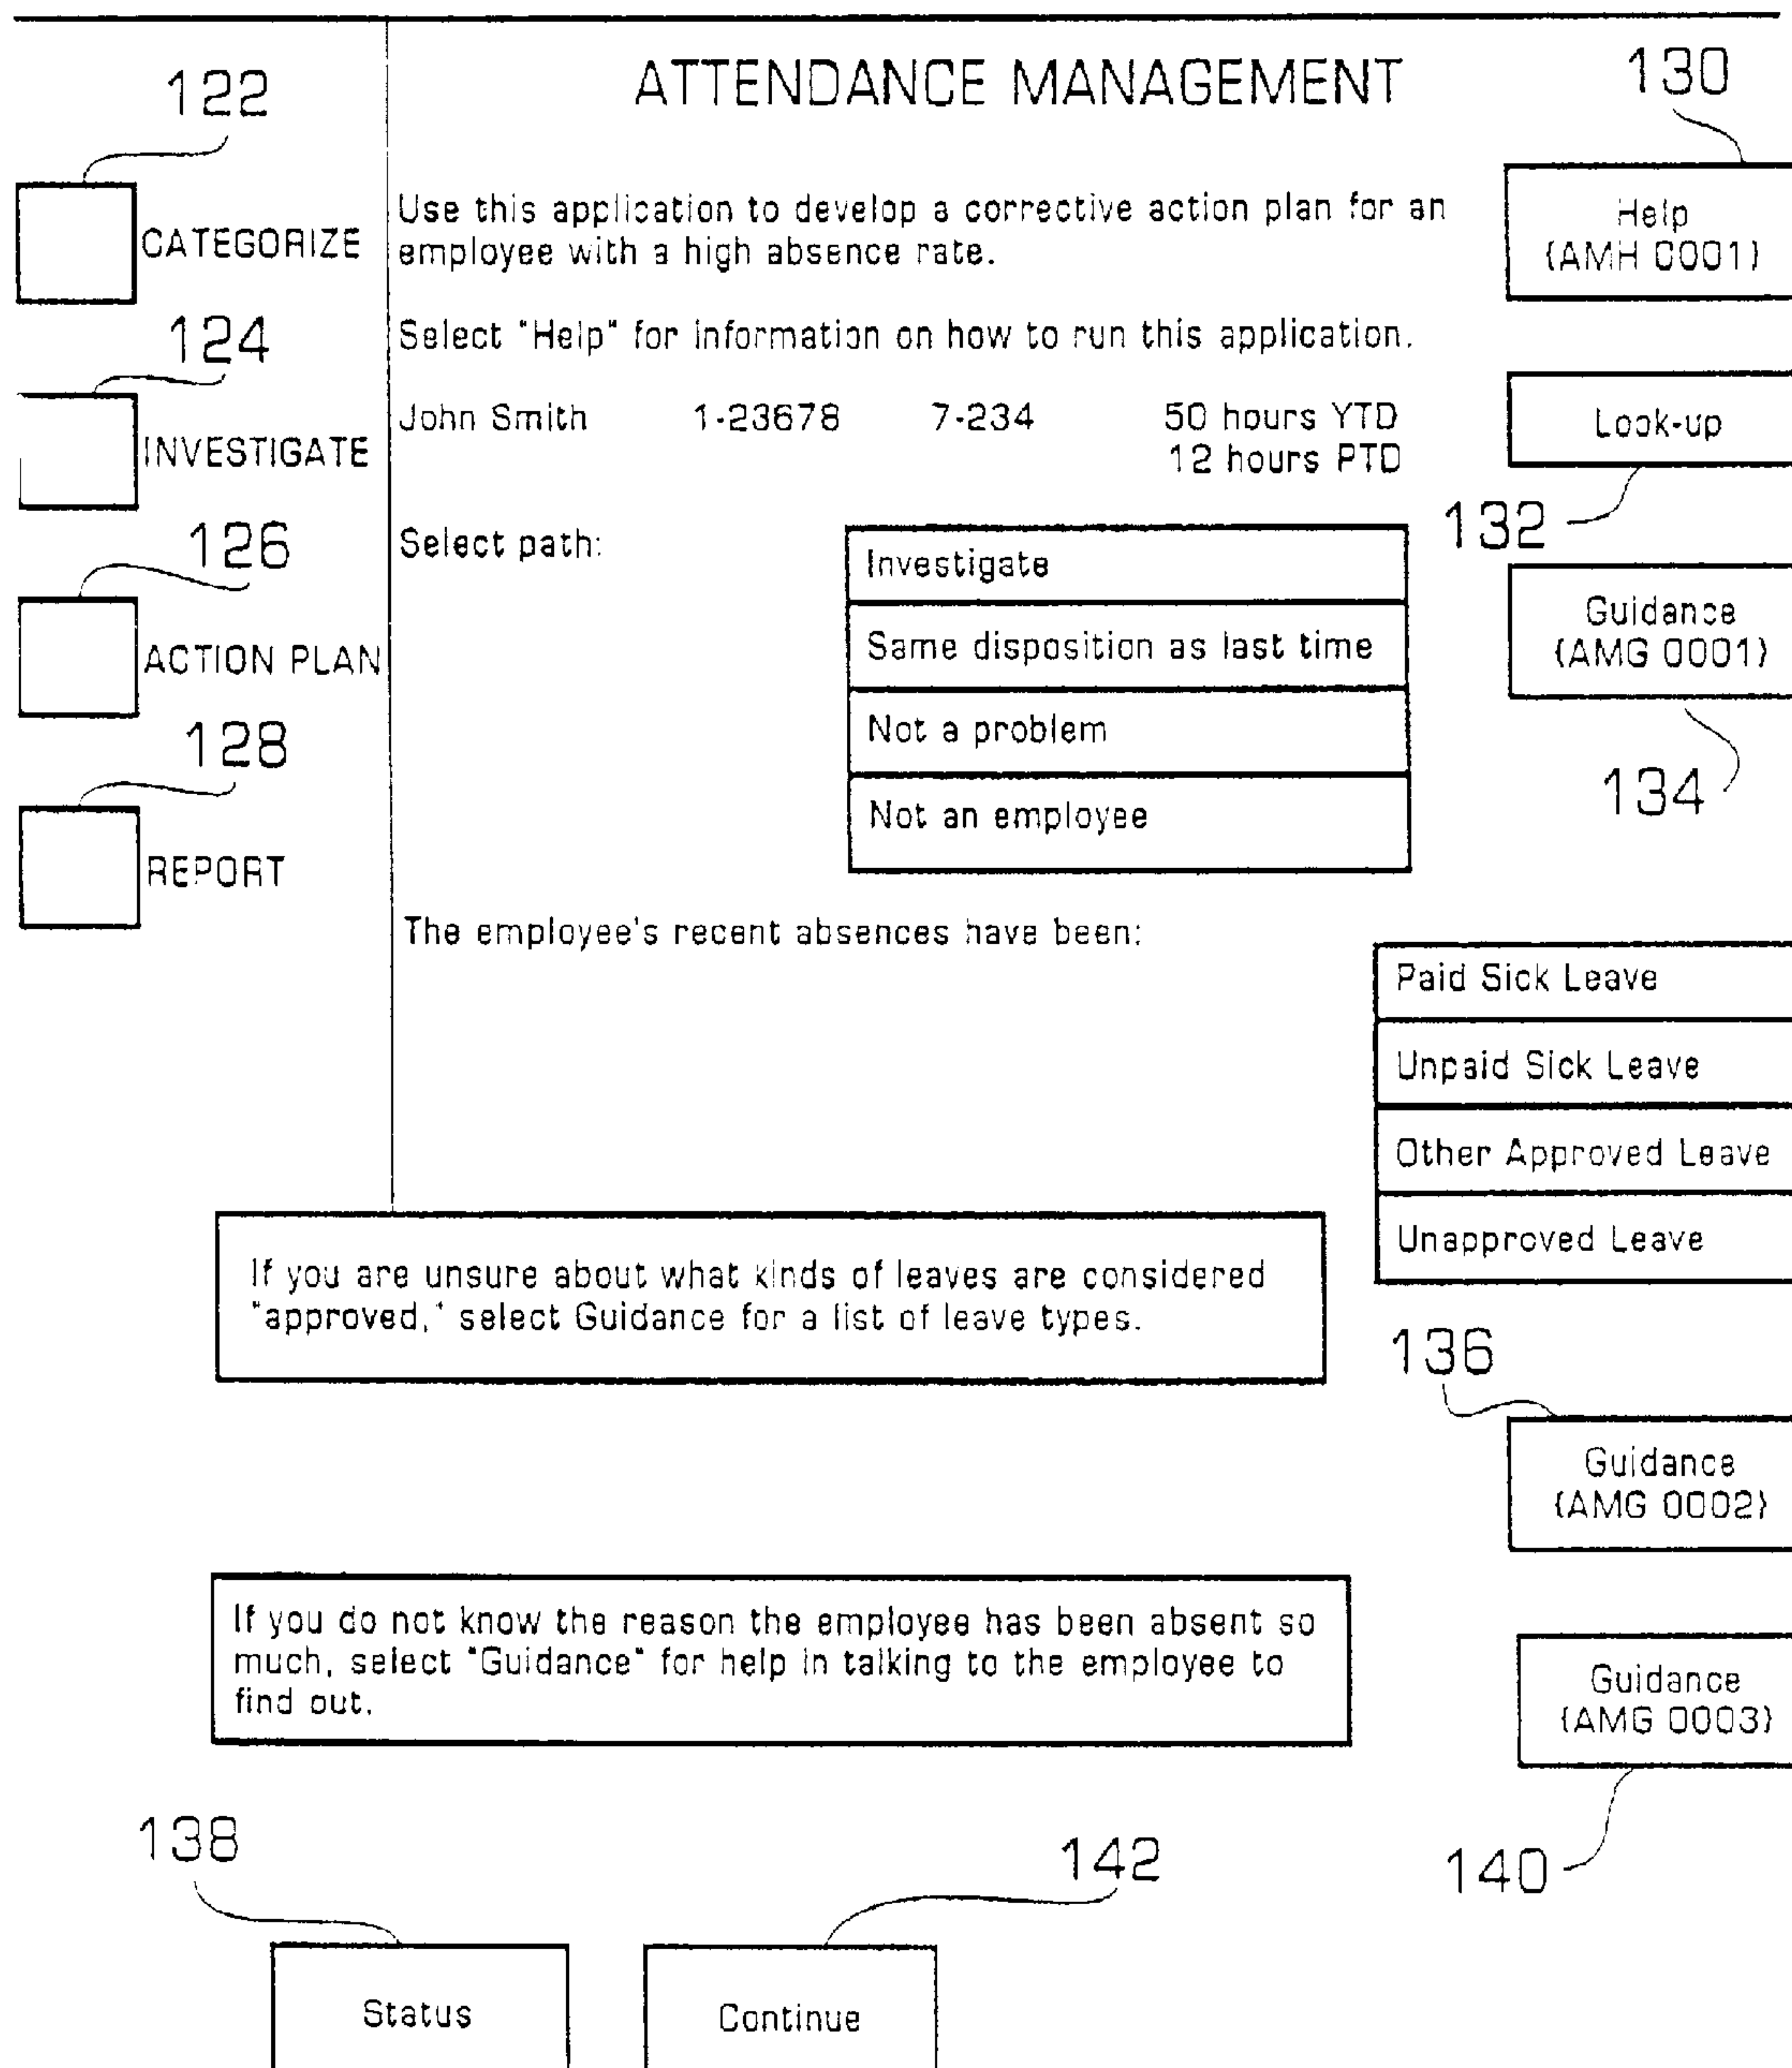 ATTENDANCE MANAGEMENT
122
130
CATEGORIZE
Use this application to develop a corrective action plan for an
employee with a high absence rate.
Help
(AMH 0001)
124
Select "Help" for information on how to run this application.
INVESTIGATE
John Smith 1-23678 7-234 50 hours YTD
12 hours PTD
Look-up
132
126
Select path:
Investigate
Same disposition as last time
Not a problem
Not an employee
Guidance
(AMG 0001)
134
ACTION PLAN
128
REPORT
The employee's recent absences have been:
Paid Sick Leave
Unpaid Sick Leave
Other Approved Leave
Unapproved Leave
If you are unsure about what kinds of leaves are considered
"approved," select Guidance for a list of leave types.
136
Guidance
(AMG 0002)
If you do not know the reason the employee has been absent so
much, select "Guidance" for help in talking to the employee to
find out.
Guidance
(AMG 0003)
140
138
142
Status
Continue